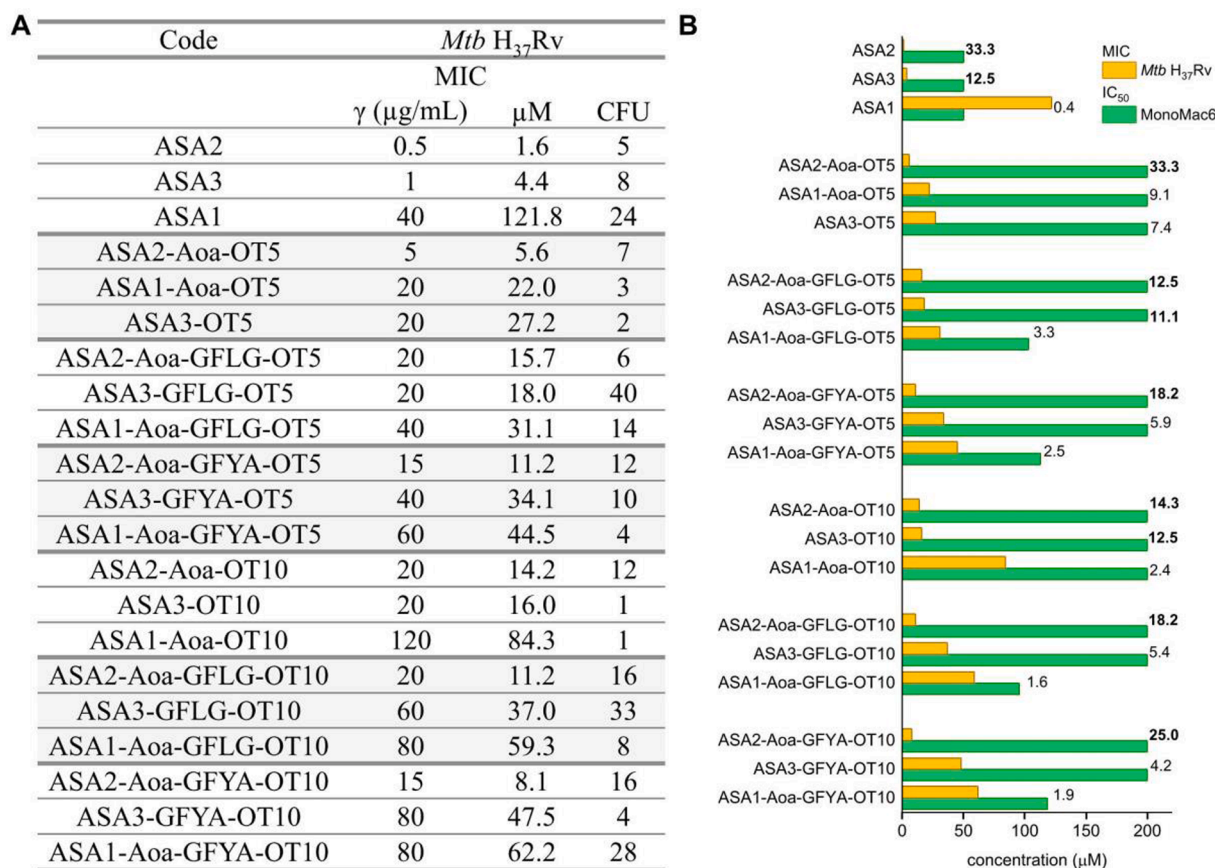 A
Code Mtb H37Rv
MIC
γ (µg/mL) µM CFU
ASA2 0.5 1.6 5
ASA3 1 4.4 8
ASA1 40 121.8 24
ASA2-Aoa-OT5 5 5.6 7
ASA1-Aoa-OT5 20 22.0 3
ASA3-OT5 20 27.2 2
ASA2-Aoa-GFLG-OT5 20 15.7 6
ASA3-GFLG-OT5 20 18.0 40
ASA1-Aoa-GFLG-OT5 40 31.1 14
ASA2-Aoa-GFYA-OT5 15 11.2 12
ASA3-GFYA-OT5 40 34.1 10
ASA1-Aoa-GFYA-OT5 60 44.5 4
ASA2-Aoa-OT10 20 14.2 12
ASA3-OT10 20 16.0 1
ASA1-Aoa-OT10 120 84.3 1
ASA2-Aoa-GFLG-OT10 20 11.2 16
ASA3-GFLG-OT10 60 37.0 33
ASA1-Aoa-GFLG-OT10 80 59.3 8
ASA2-Aoa-GFYA-OT10 15 8.1 16
ASA3-GFYA-OT10 80 47.5 4
ASA1-Aoa-GFYA-OT10 80 62.2 28
B
MIC
Mtb H37Rv
IC50
MonoMac6
ASA2 33.3
ASA3 12.5
ASA1 0.4
ASA2-Aoa-OT5 33.3
ASA1-Aoa-OT5 9.1
ASA3-OT5 7.4
ASA2-Aoa-GFLG-OT5 12.5
ASA3-GFLG-OT5 11.1
ASA1-Aoa-GFLG-OT5 3.3
ASA2-Aoa-GFYA-OT5 18.2
ASA3-GFYA-OT5 5.9
ASA1-Aoa-GFYA-OT5 2.5
ASA2-Aoa-OT10 14.3
ASA3-OT10 12.5
ASA1-Aoa-OT10 2.4
ASA2-Aoa-GFLG-OT10 18.2
ASA3-GFLG-OT10 5.4
ASA1-Aoa-GFLG-OT10 1.6
ASA2-Aoa-GFYA-OT10 25.0
ASA3-GFYA-OT10 4.2
ASA1-Aoa-GFYA-OT10 1.9
0 50 100 150 200
concentration (µM)